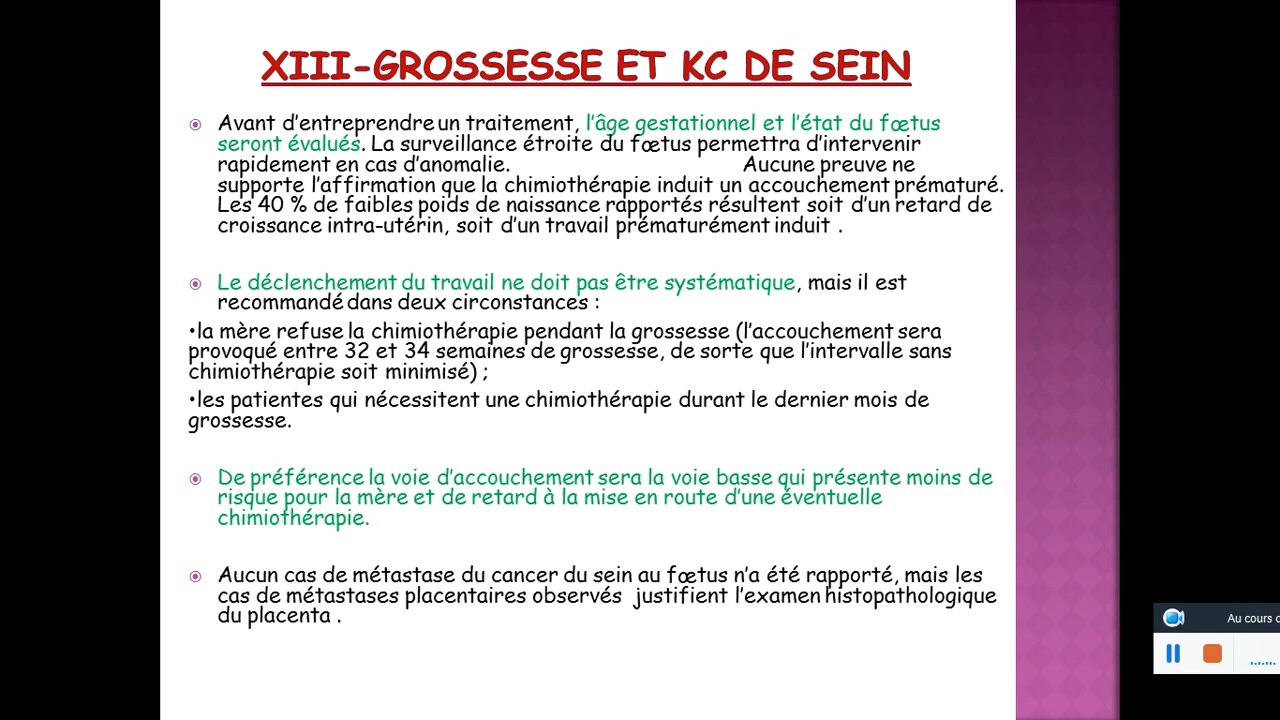 XIII-GROSSESSE ET KC DE SEIN
Avant d'entreprendre un traitement, l'âge gestationnel et l'état du fœtus
seront évalués. La surveillance étroite du fœtus permettra d'intervenir
rapidement en cas d'anomalie. Aucune preuve ne
supporte l'affirmation que la chimiothérapie induit un accouchement prématuré.
Les 40 % de faibles poids de naissance rapportés résultent soit d'un retard de
croissance intra-utérin, soit d'un travail prématurément induit .
Le déclenchement du travail ne doit pas être systématique, mais il est
recommandé dans deux circonstances :
•la mère refuse la chimiothérapie pendant la grossesse (l'accouchement sera
provoqué entre 32 et 34 semaines de grossesse, de sorte que l'intervalle sans
chimiothérapie soit minimisé) ;
•les patientes qui nécessitent une chimiothérapie durant le dernier mois de
grossesse.
De préférence la voie d'accouchement sera la voie basse qui présente moins de
risque pour la mère et de retard à la mise en route d'une éventuelle
chimiothérapie.
Aucun cas de métastase du cancer du sein au fœtus n'a été rapporté, mais les
cas de métastases placentaires observés justifient l'examen histopathologique
du placenta .
Au cours